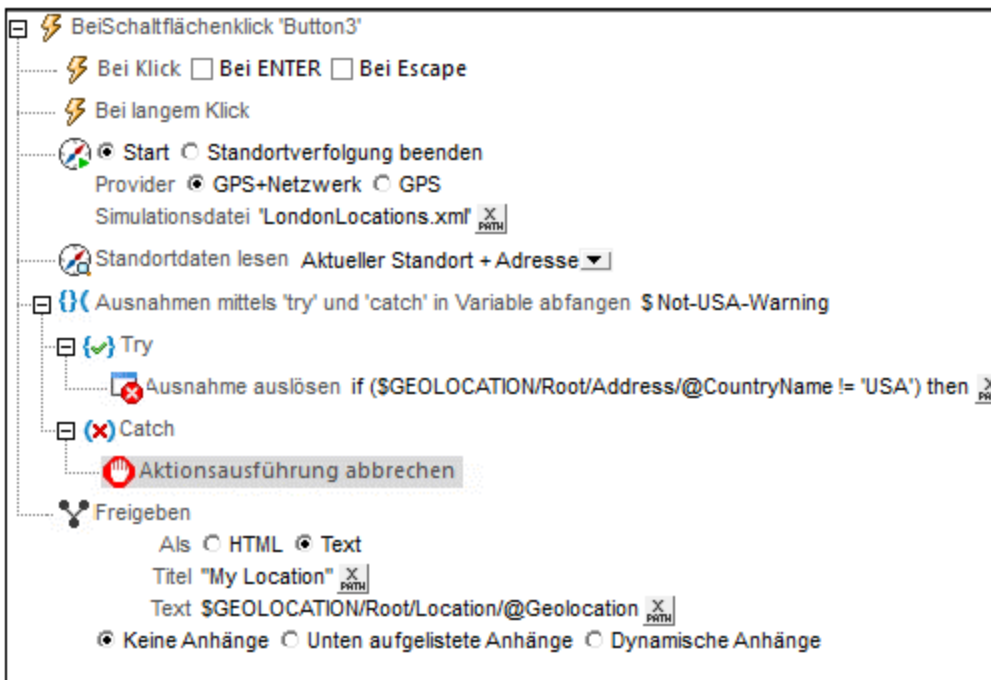 BeiSchaltflächenklick 'Button3'
Bei Klick Bei ENTER Bei Escape
Bei langem Klick
Start Standortverfolgung beenden
Provider GPS+Netzwerk GPS
Simulationsdatei 'LondonLocations.xml' X PATH
Standortdaten lesen Aktueller Standort + Adresse
{}( Ausnahmen mittels 'try' und 'catch' in Variable abfangen $ Not-USA-Warning
Try
Ausnahme auslösen if ($GEOLOCATION/Root/Address/@CountryName != 'USA') then
Catch
Aktionsausführung abbrechen
Freigeben
Als HTML Text
Titel "My Location" X PATH
Text $GEOLOCATION/Root/Location/@Geolocation X PATH
Keine Anhänge Unten aufgelistete Anhänge Dynamische Anhänge